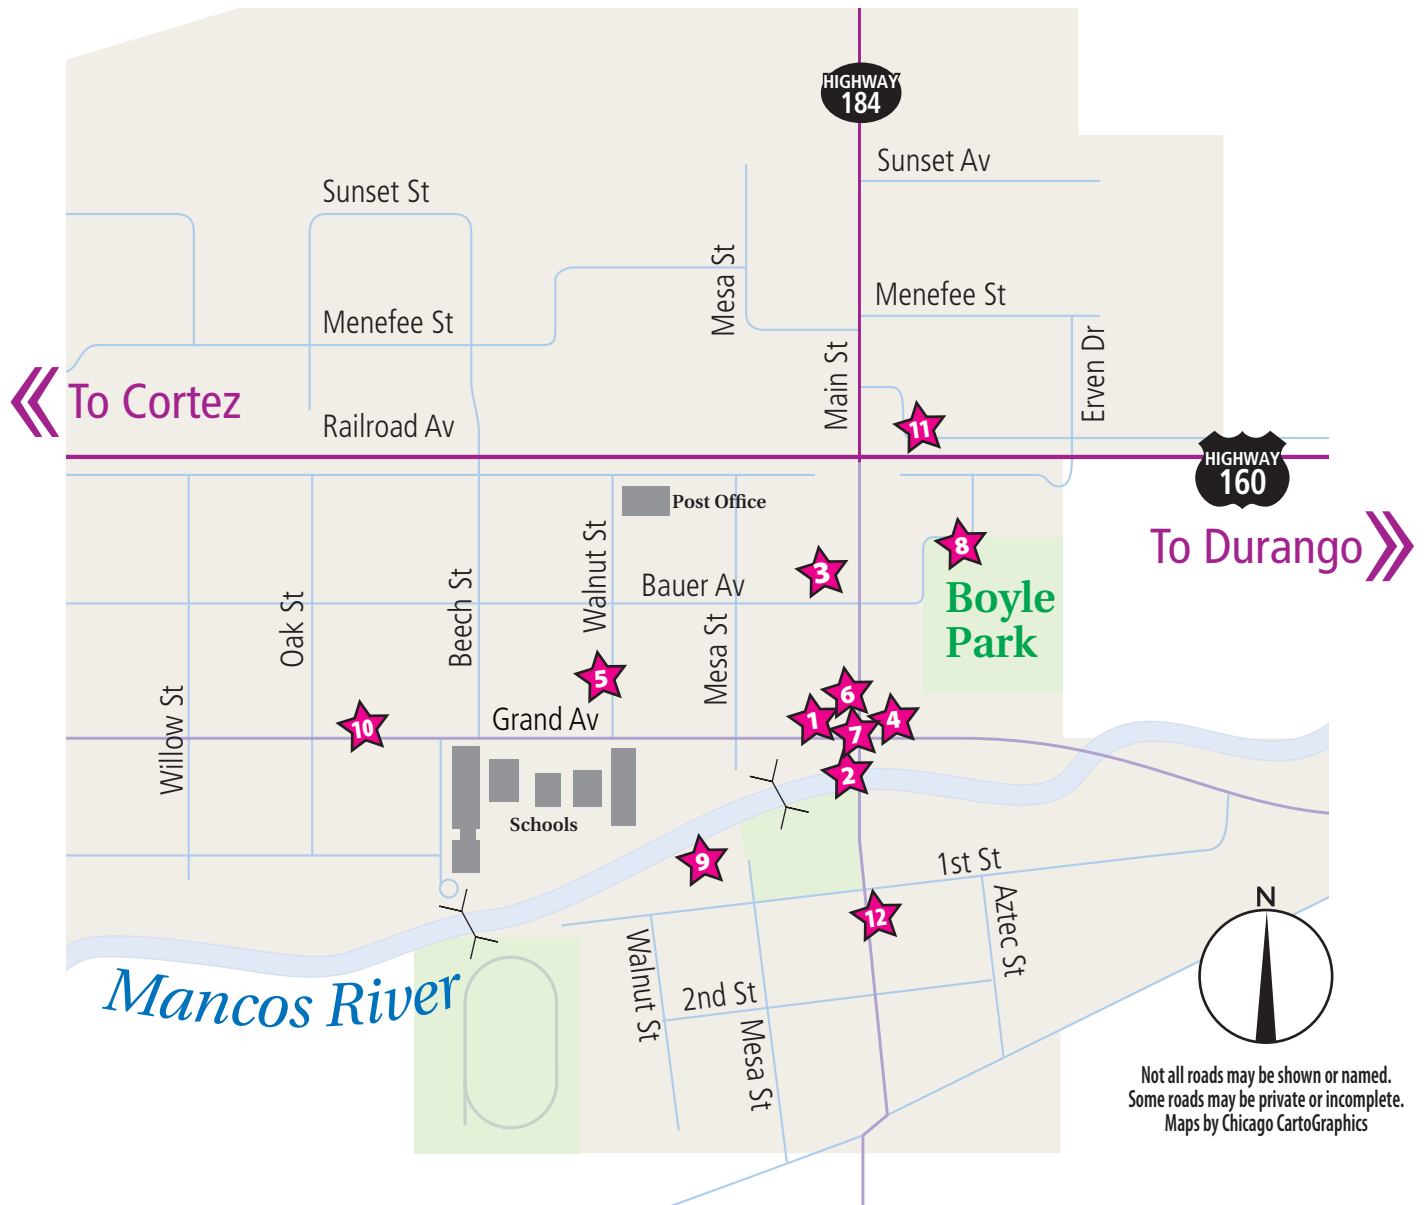 HIGHWAY
184
Sunset Av
Sunset St
Mesa St
Menefee St
Menefee St
Main St
Erven Dr
To Cortez
Railroad Av
11
HIGHWAY
160
Post Office
To Durango
8
3
Walnut St
Bauer Av
Boyle
Park
Oak St
Beech St
Mesa St
5
6
Willow St
10
Grand Av
1
4
7
2
Schools
9
1st St
12
Aztec St
N
Walnut St
Mancos River
2nd St
Mesa St
Not all roads may be shown or named.
Some roads may be private or incomplete.
Maps by Chicago CartoGraphics